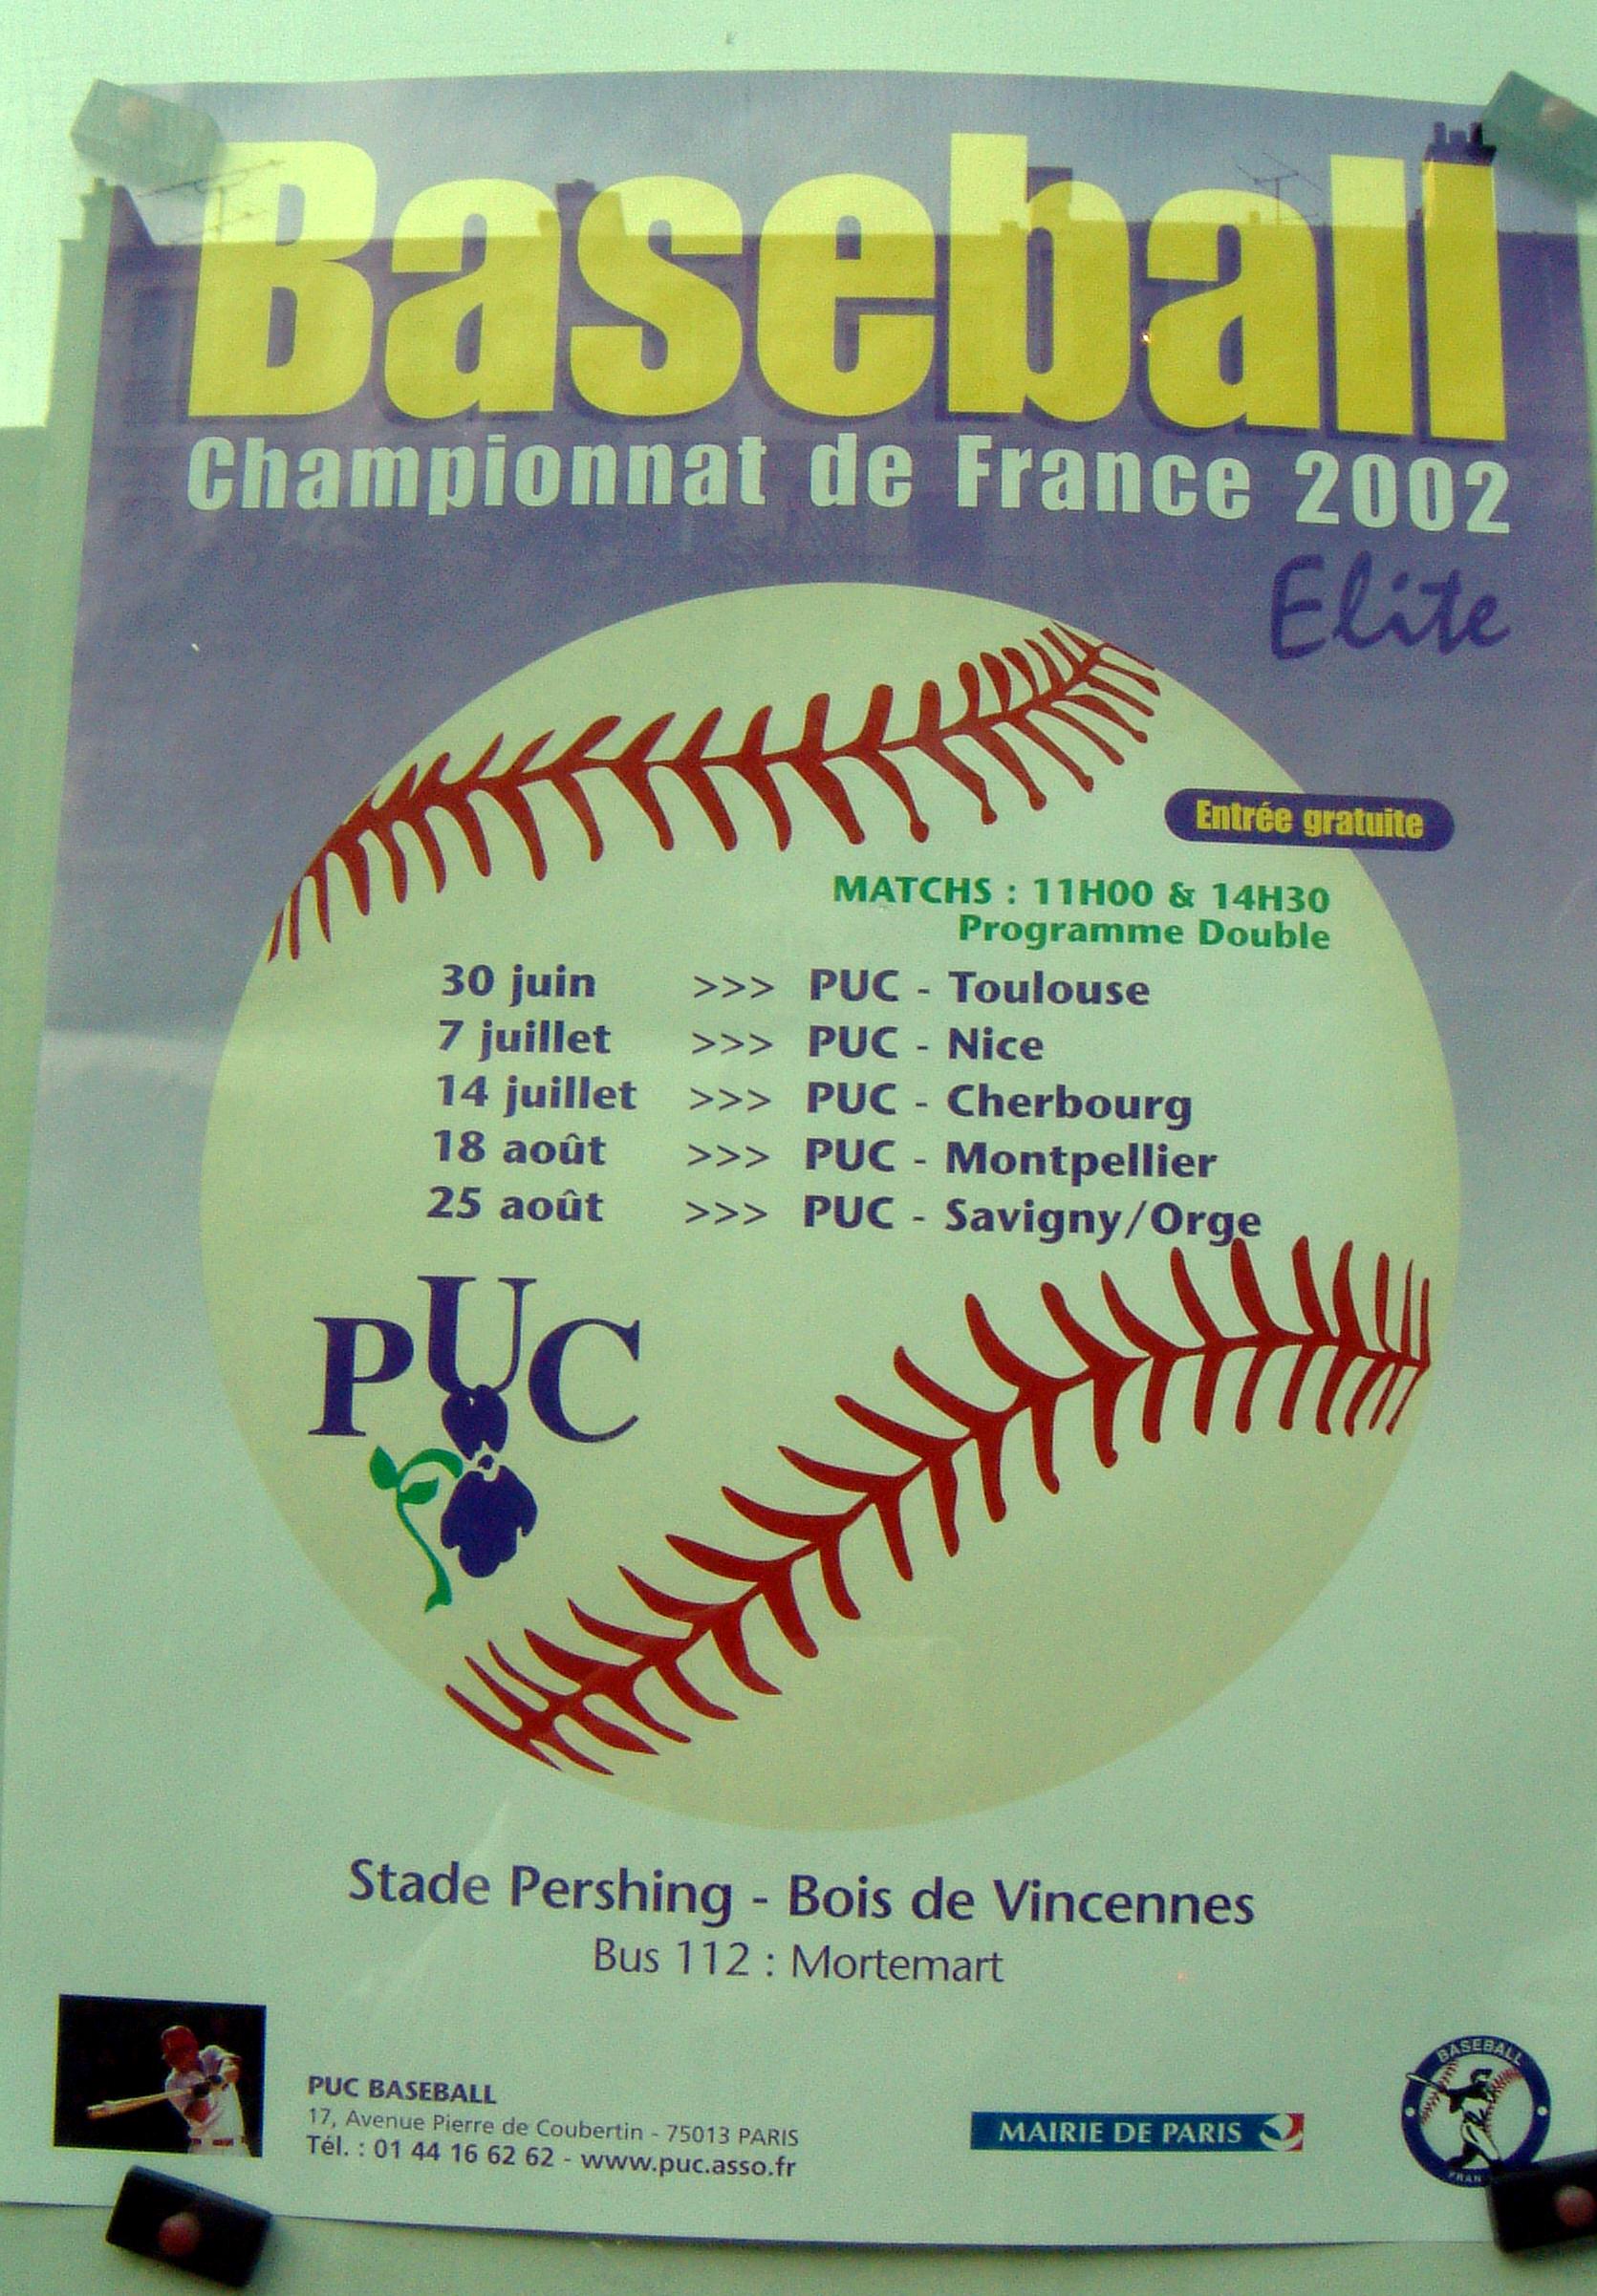 Baseball
Championnat de France 2002
Elite
Entrée gratuite
MATCHS : 11H00 & 14H30
Programme Double
30 juin >>> PUC - Toulouse
7 juillet >>> PUC - Nice
14 juillet >>> PUC - Cherbourg
18 août >>> PUC - Montpellier
25 août >>> PUC - Savigny/Orge
PUC
Stade Pershing - Bois de Vincennes
Bus 112 : Mortemart
PUC BASEBALL
17, Avenue Pierre de Coubertin - 75013 PARIS
Tél. : 01 44 16 62 62 - www.puc.asso.fr
MAIRIE DE PARIS
BASEBALL